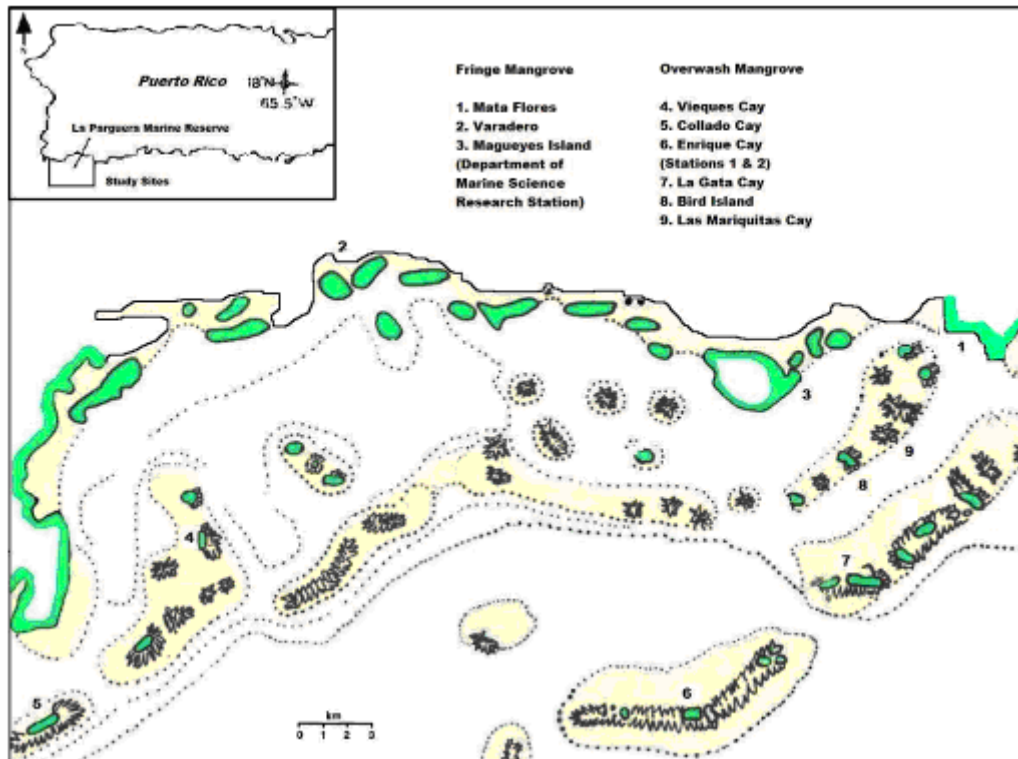 Puerto Rico
18°N
65.5°W
La Parguera Marine Reserve
Study Sites
Fringe Mangrove
1. Mata Flores
2. Varadero
3. Magueyes Island
(Department of
Marine Science
Research Station)
Overwash Mangrove
4. Vieques Cay
5. Collado Cay
6. Enrique Cay
(Stations 1 & 2)
7. La Gata Cay
8. Bird Island
9. Las Mariquitas Cay
2
1
3
9
8
4
7
5
6
km
0 1 2 3